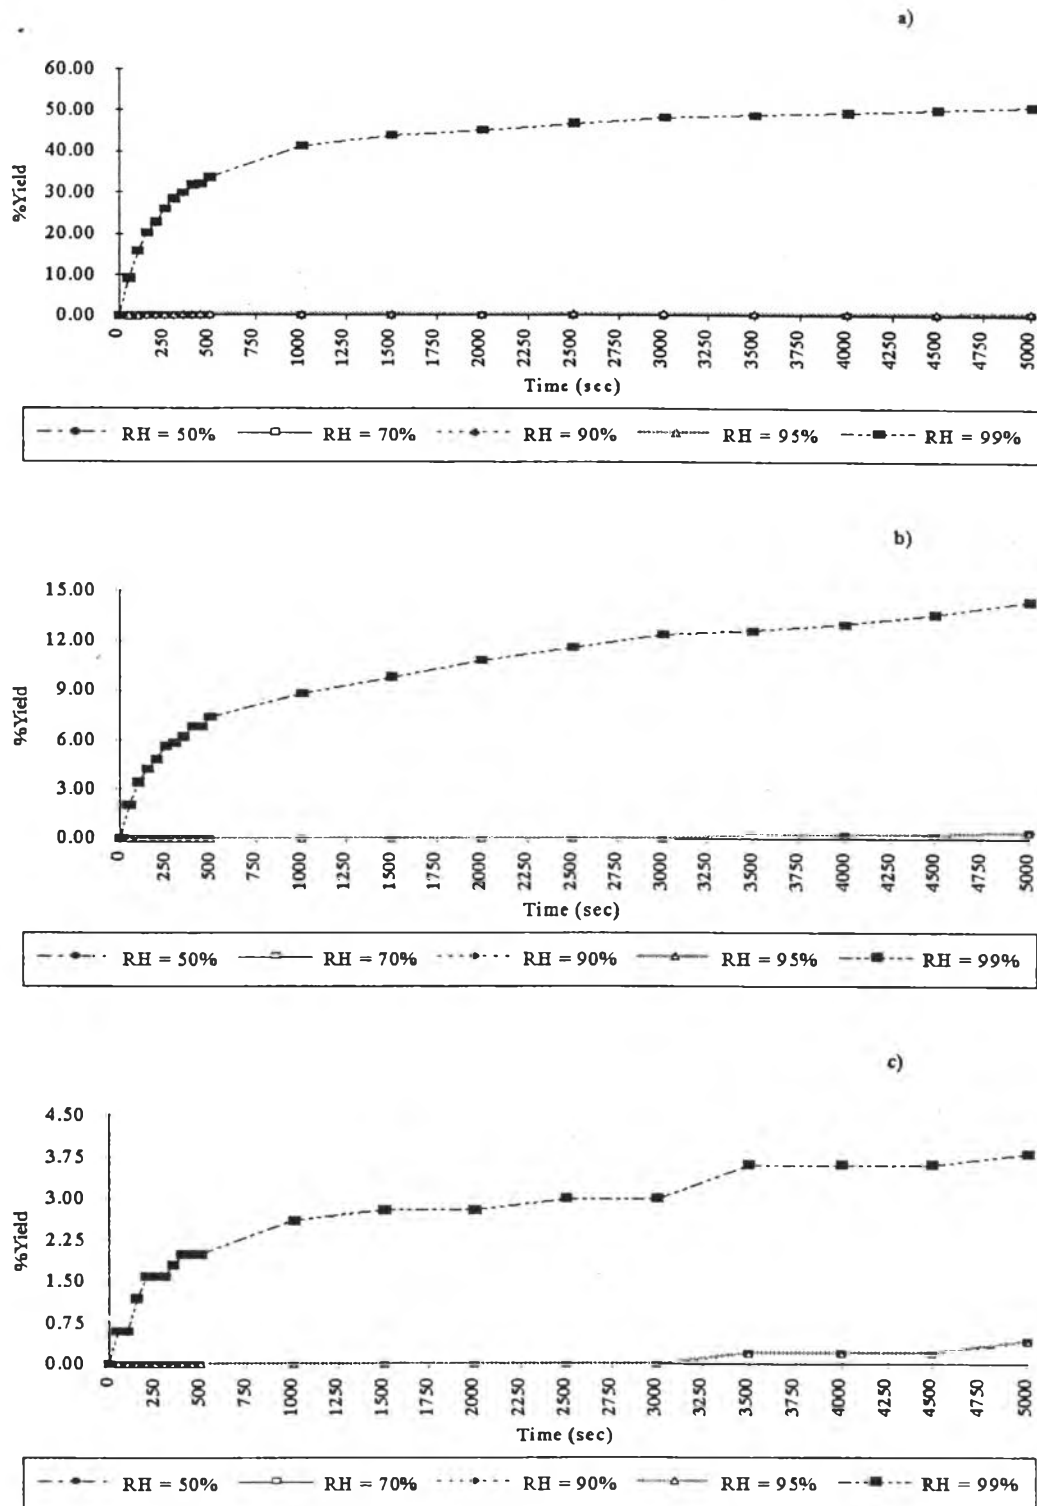 a)
60.00
50.00
40.00
30.00
20.00
10.00
0.00
%Yield
0 250 500 750 1000 1250 1500 1750 2000 2250 2500 2750 3000 3250 3500 3750 4000 4250 4500 4750 5000
Time (sec)
RH = 50% RH = 70% RH = 90% RH = 95% RH = 99%
b)
15.00
12.00
9.00
6.00
3.00
0.00
%Yield
0 250 500 750 1000 1250 1500 1750 2000 2250 2500 2750 3000 3250 3500 3750 4000 4250 4500 4750 5000
Time (sec)
RH = 50% RH = 70% RH = 90% RH = 95% RH = 99%
c)
4.50
3.75
3.00
2.25
1.50
0.75
0.00
%Yield
0 250 500 750 1000 1250 1500 1750 2000 2250 2500 2750 3000 3250 3500 3750 4000 4250 4500 4750 5000
Time (sec)
RH = 50% RH = 70% RH = 90% RH = 95% RH = 99%